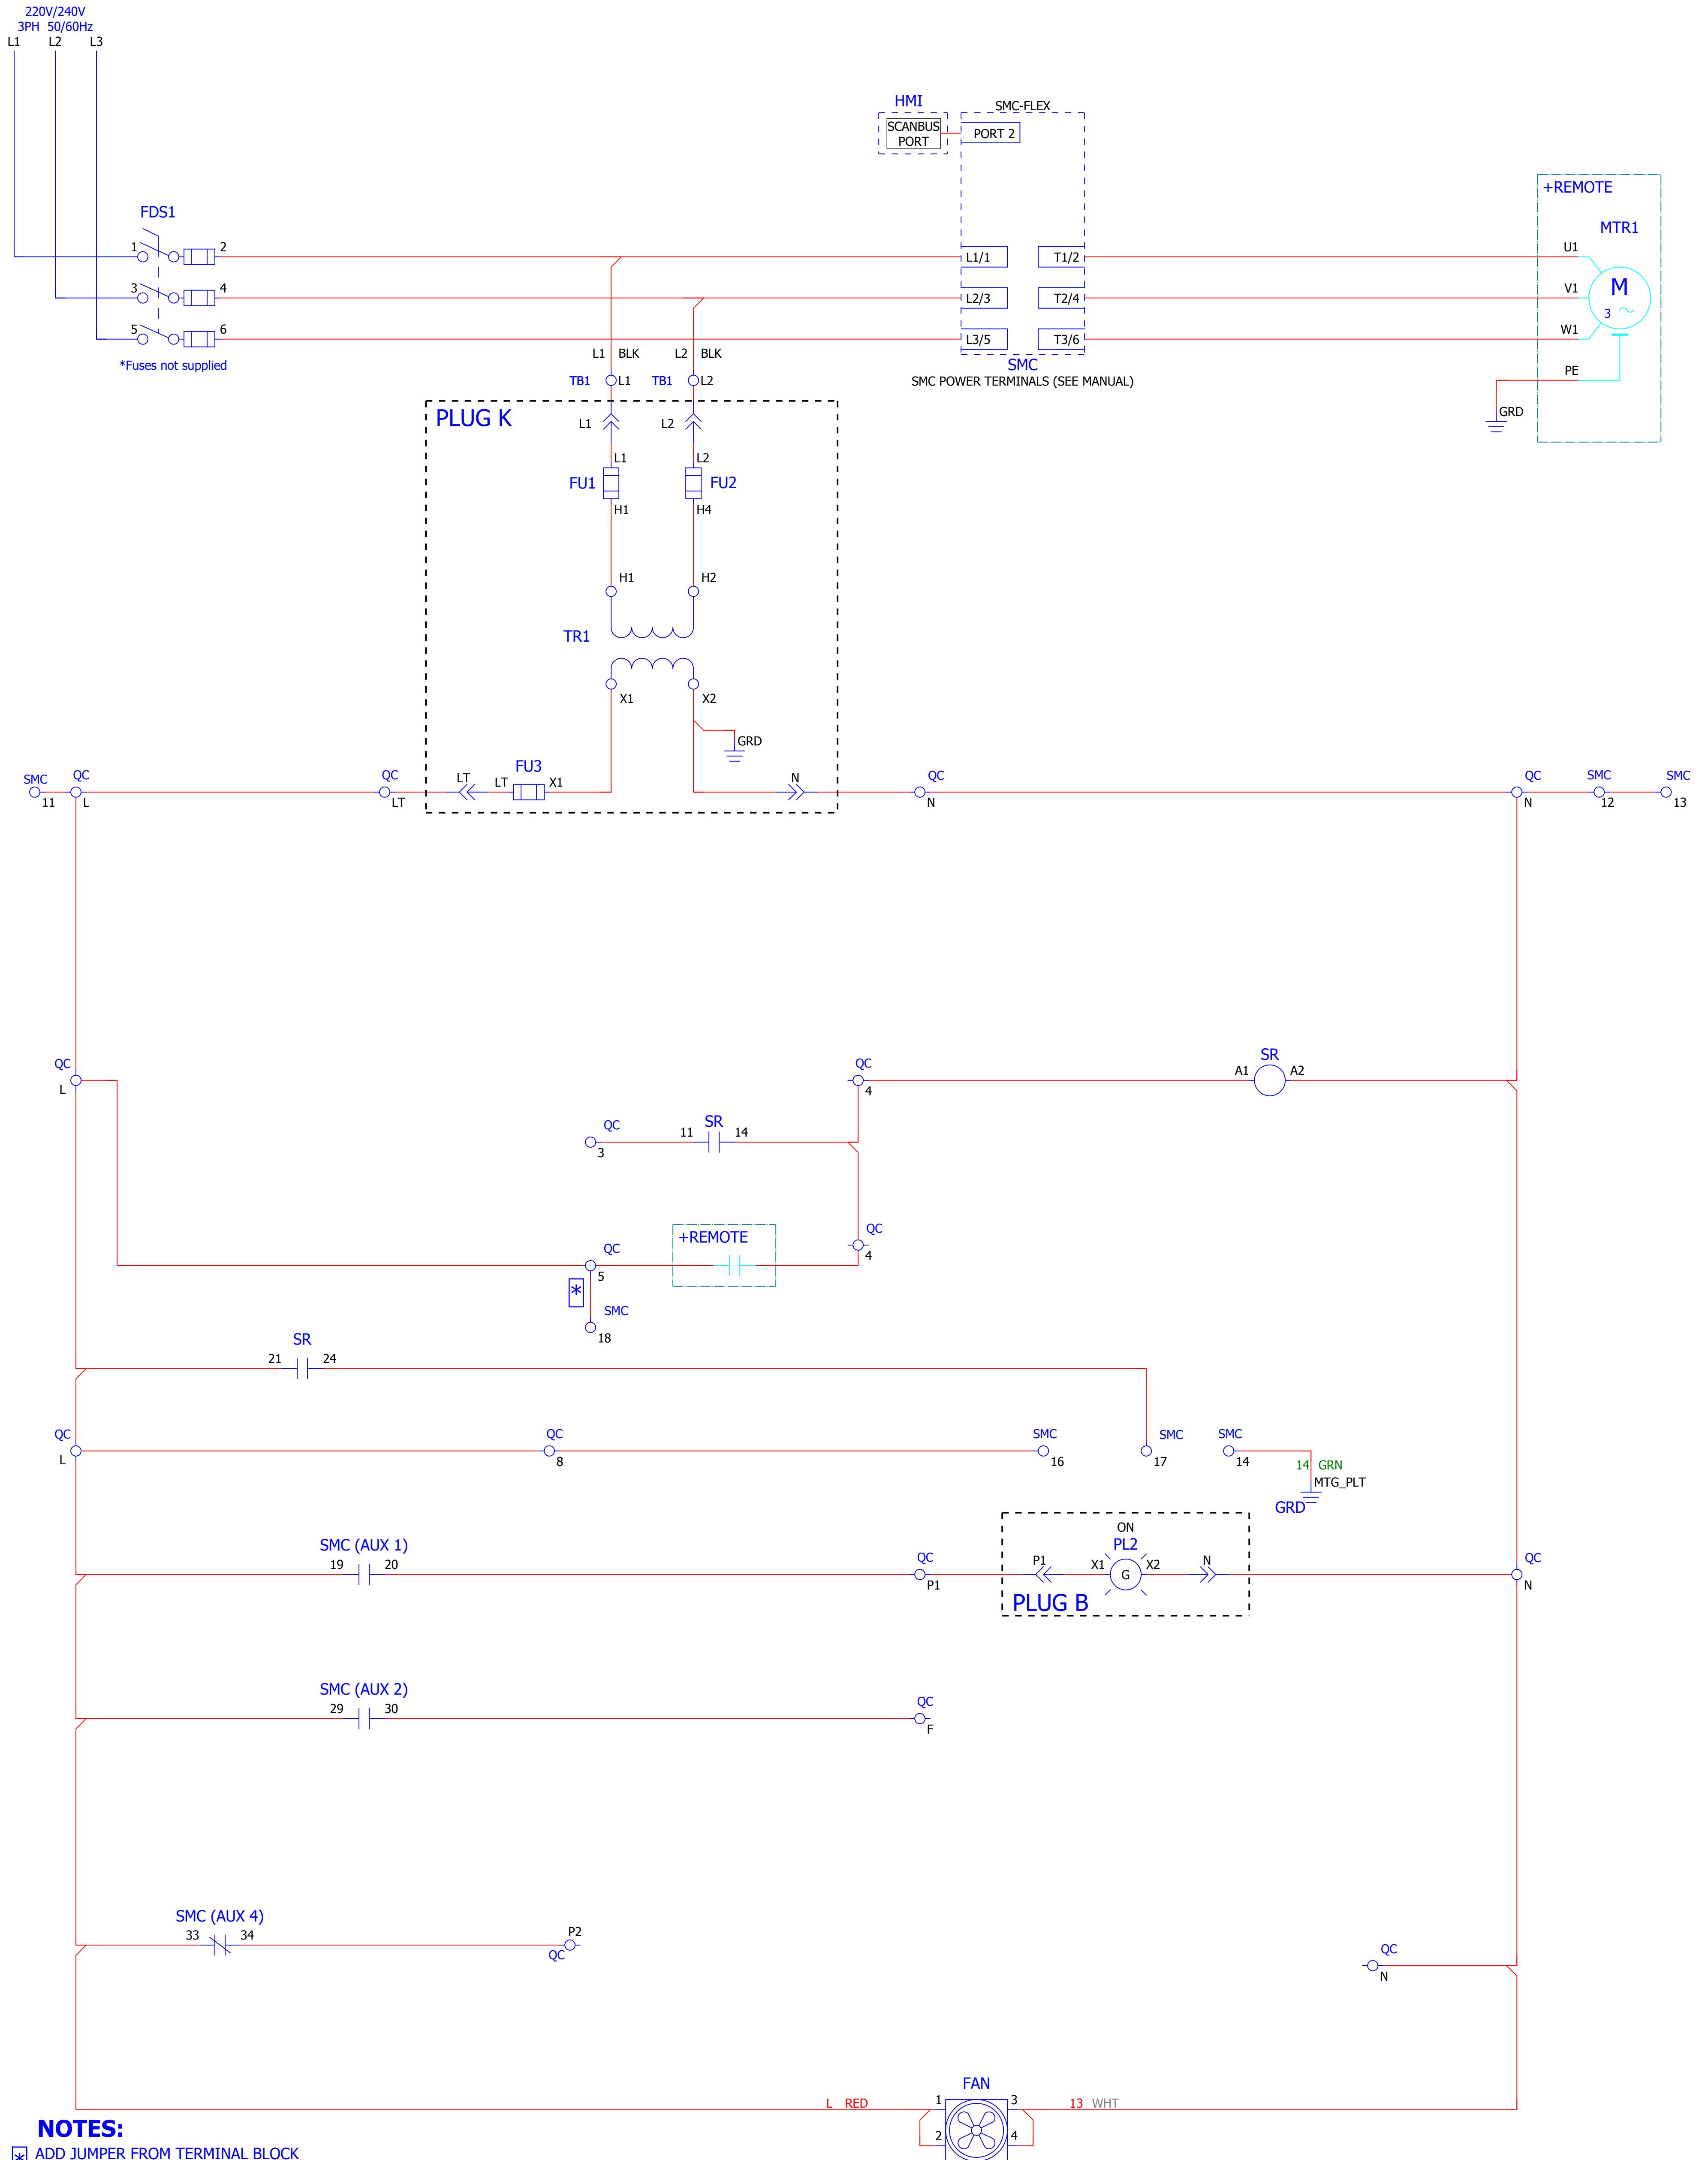 220V/240V
3PH 50/60Hz
L1 L2 L3
HMI
SMC-FLEX
SCANBUS
PORT
PORT 2
+REMOTE
FDS1
MTR1
1 2
L1/1 T1/2
U1
3 4
L2/3 T2/4
V1
M
3
5 6
L3/5 T3/6
W1
*Fuses not supplied
L1 BLK L2 BLK
SMC
PE
TB1 L1 TB1 L2
SMC POWER TERMINALS (SEE MANUAL)
GRD
PLUG K
L1 L2
L1 L2
FU1 FU2
H1 H4
H1 H2
TR1
X1 X2
GRD
FU3
SMC QC QC LT LT X1 N QC QC SMC SMC
11 L LT N N 12 13
QC QC SR
L 4 A1 A2
QC SR
3 11 14
+REMOTE
QC QC
5 4
*
SMC
18
SR
21 24
QC QC SMC SMC SMC
L 8 16 17 14
14 GRN
MTG_PLT
GRD
ON
SMC (AUX 1) PL2
19 20 QC P1 X1 G X2 N QC
P1 N
PLUG B
SMC (AUX 2)
29 30 QC
F
SMC (AUX 4)
33 34 P2
QC
QC
N
FAN
L RED 1 3 13 WHT
2 4
NOTES:
* ADD JUMPER FROM TERMINAL BLOCK